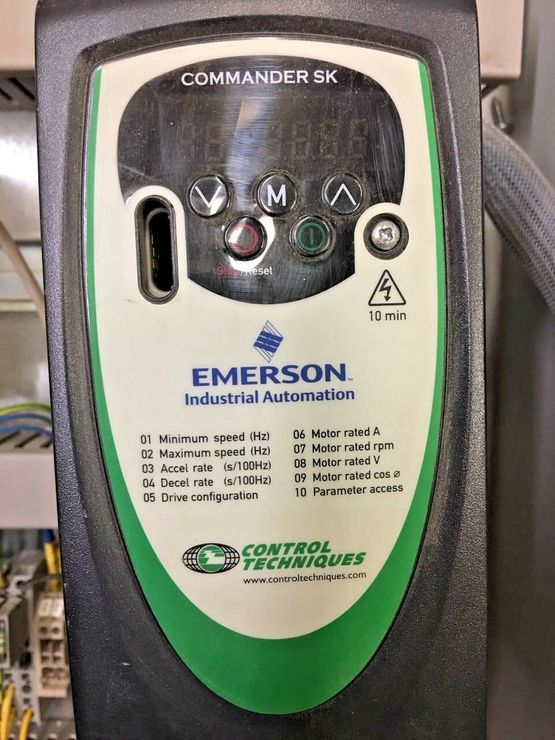 COMMANDER SK
M
Stop/Reset
10 min
EMERSON™
Industrial Automation
01 Minimum speed (Hz)
02 Maximum speed (Hz)
03 Accel rate (s/100Hz)
04 Decel rate (s/100Hz)
05 Drive configuration
06 Motor rated A
07 Motor rated rpm
08 Motor rated V
09 Motor rated cos ø
10 Parameter access
CONTROL
TECHNIQUES
www.controltechniques.com